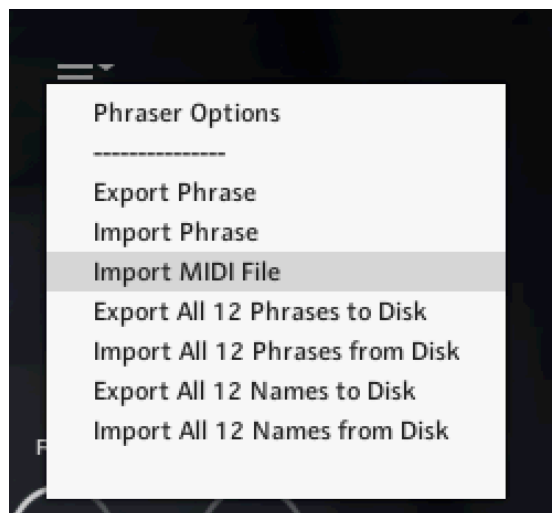 Phraser Options
---------------
Export Phrase
Import Phrase
Import MIDI File
Export All 12 Phrases to Disk
Import All 12 Phrases from Disk
Export All 12 Names to Disk
Import All 12 Names from Disk